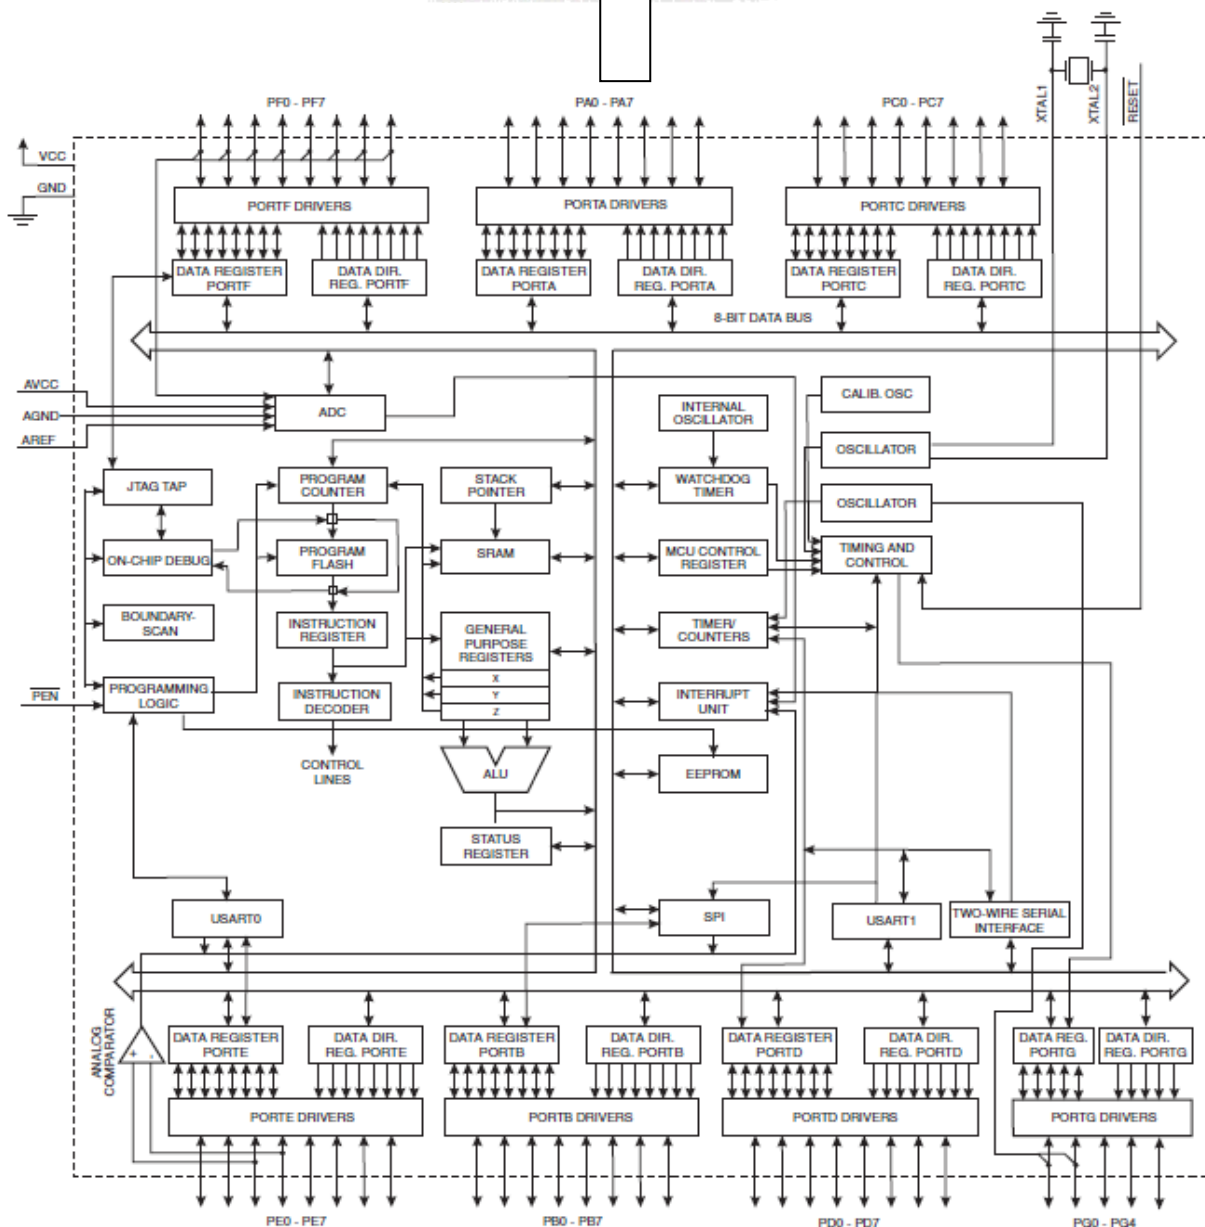 PF0 - PF7
PA0 - PA7
PC0 - PC7
XTAL1
XTAL2
RESET
VCC
GND
PORTF DRIVERS
PORTA DRIVERS
PORTC DRIVERS
DATA REGISTER
PORTF
DATA DIR.
REG. PORTF
DATA REGISTER
PORTA
DATA DIR.
REG. PORTA
DATA REGISTER
PORTC
DATA DIR.
REG. PORTC
8-BIT DATA BUS
AVCC
AGND
AREF
ADC
INTERNAL
OSCILLATOR
CALIB. OSC
OSCILLATOR
JTAG TAP
PROGRAM
COUNTER
STACK
POINTER
WATCHDOG
TIMER
OSCILLATOR
ON-CHIP DEBUG
PROGRAM
FLASH
SRAM
MCU CONTROL
REGISTER
TIMING AND
CONTROL
BOUNDARY-
SCAN
INSTRUCTION
REGISTER
GENERAL
PURPOSE
REGISTERS
X
Y
Z
TIMER/
COUNTERS
PEN
PROGRAMMING
LOGIC
INSTRUCTION
DECODER
INTERRUPT
UNIT
CONTROL
LINES
ALU
EEPROM
STATUS
REGISTER
USART0
SPI
USART1
TWO-WIRE SERIAL
INTERFACE
ANALOG
COMPARATOR
+
-
DATA REGISTER
PORTE
DATA DIR.
REG. PORTE
DATA REGISTER
PORTB
DATA DIR.
REG. PORTB
DATA REGISTER
PORTD
DATA DIR.
REG. PORTD
DATA REG.
PORTG
DATA DIR.
REG. PORTG
PORTE DRIVERS
PORTB DRIVERS
PORTD DRIVERS
PORTG DRIVERS
PE0 - PE7
PB0 - PB7
PD0 - PD7
PG0 - PG4